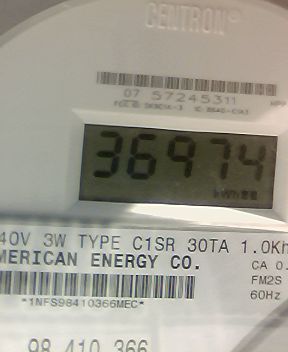 CENTRON®
07 57245311
36974
kWh
40V 3W TYPE C1SR 30TA 1.0Kh
MERICAN ENERGY CO.
CA 0.
FM2S
*1NFS98410366MEC*
60Hz
98 410 366